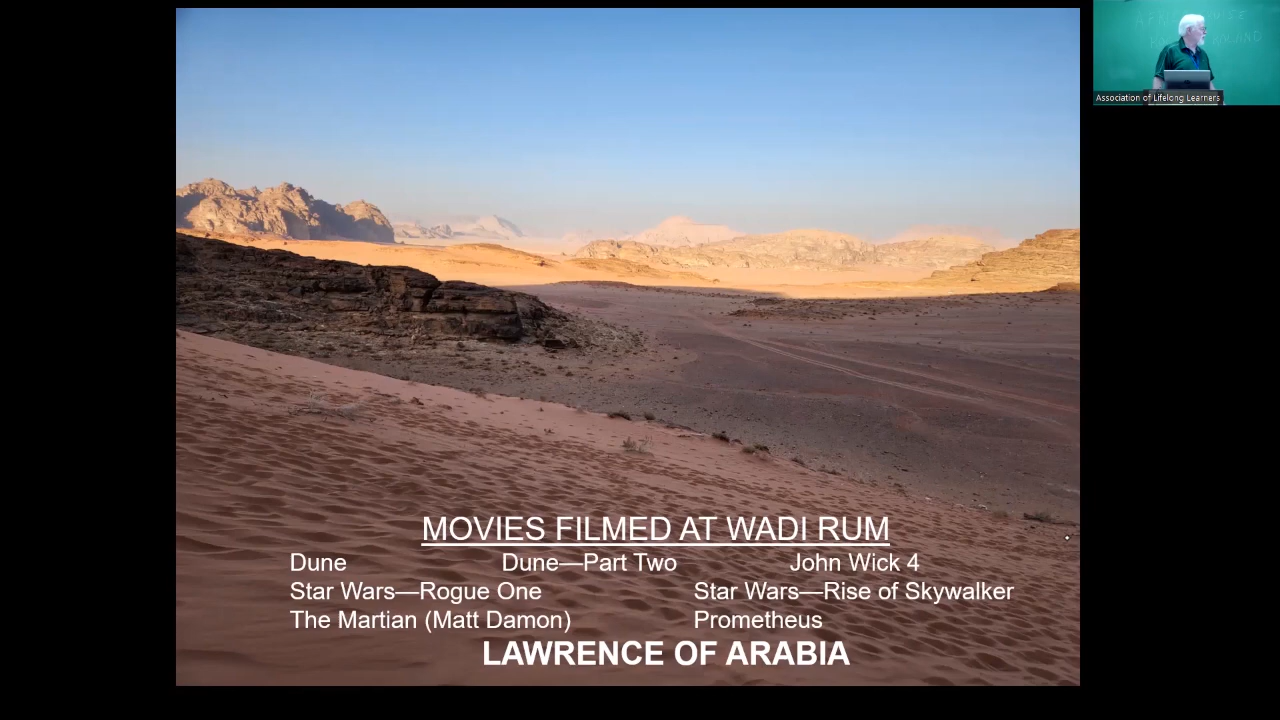 MOVIES FILMED AT WADI RUM
Dune Dune—Part Two John Wick 4
Star Wars—Rogue One Star Wars—Rise of Skywalker
The Martian (Matt Damon) Prometheus
LAWRENCE OF ARABIA
Association of Lifelong Learners